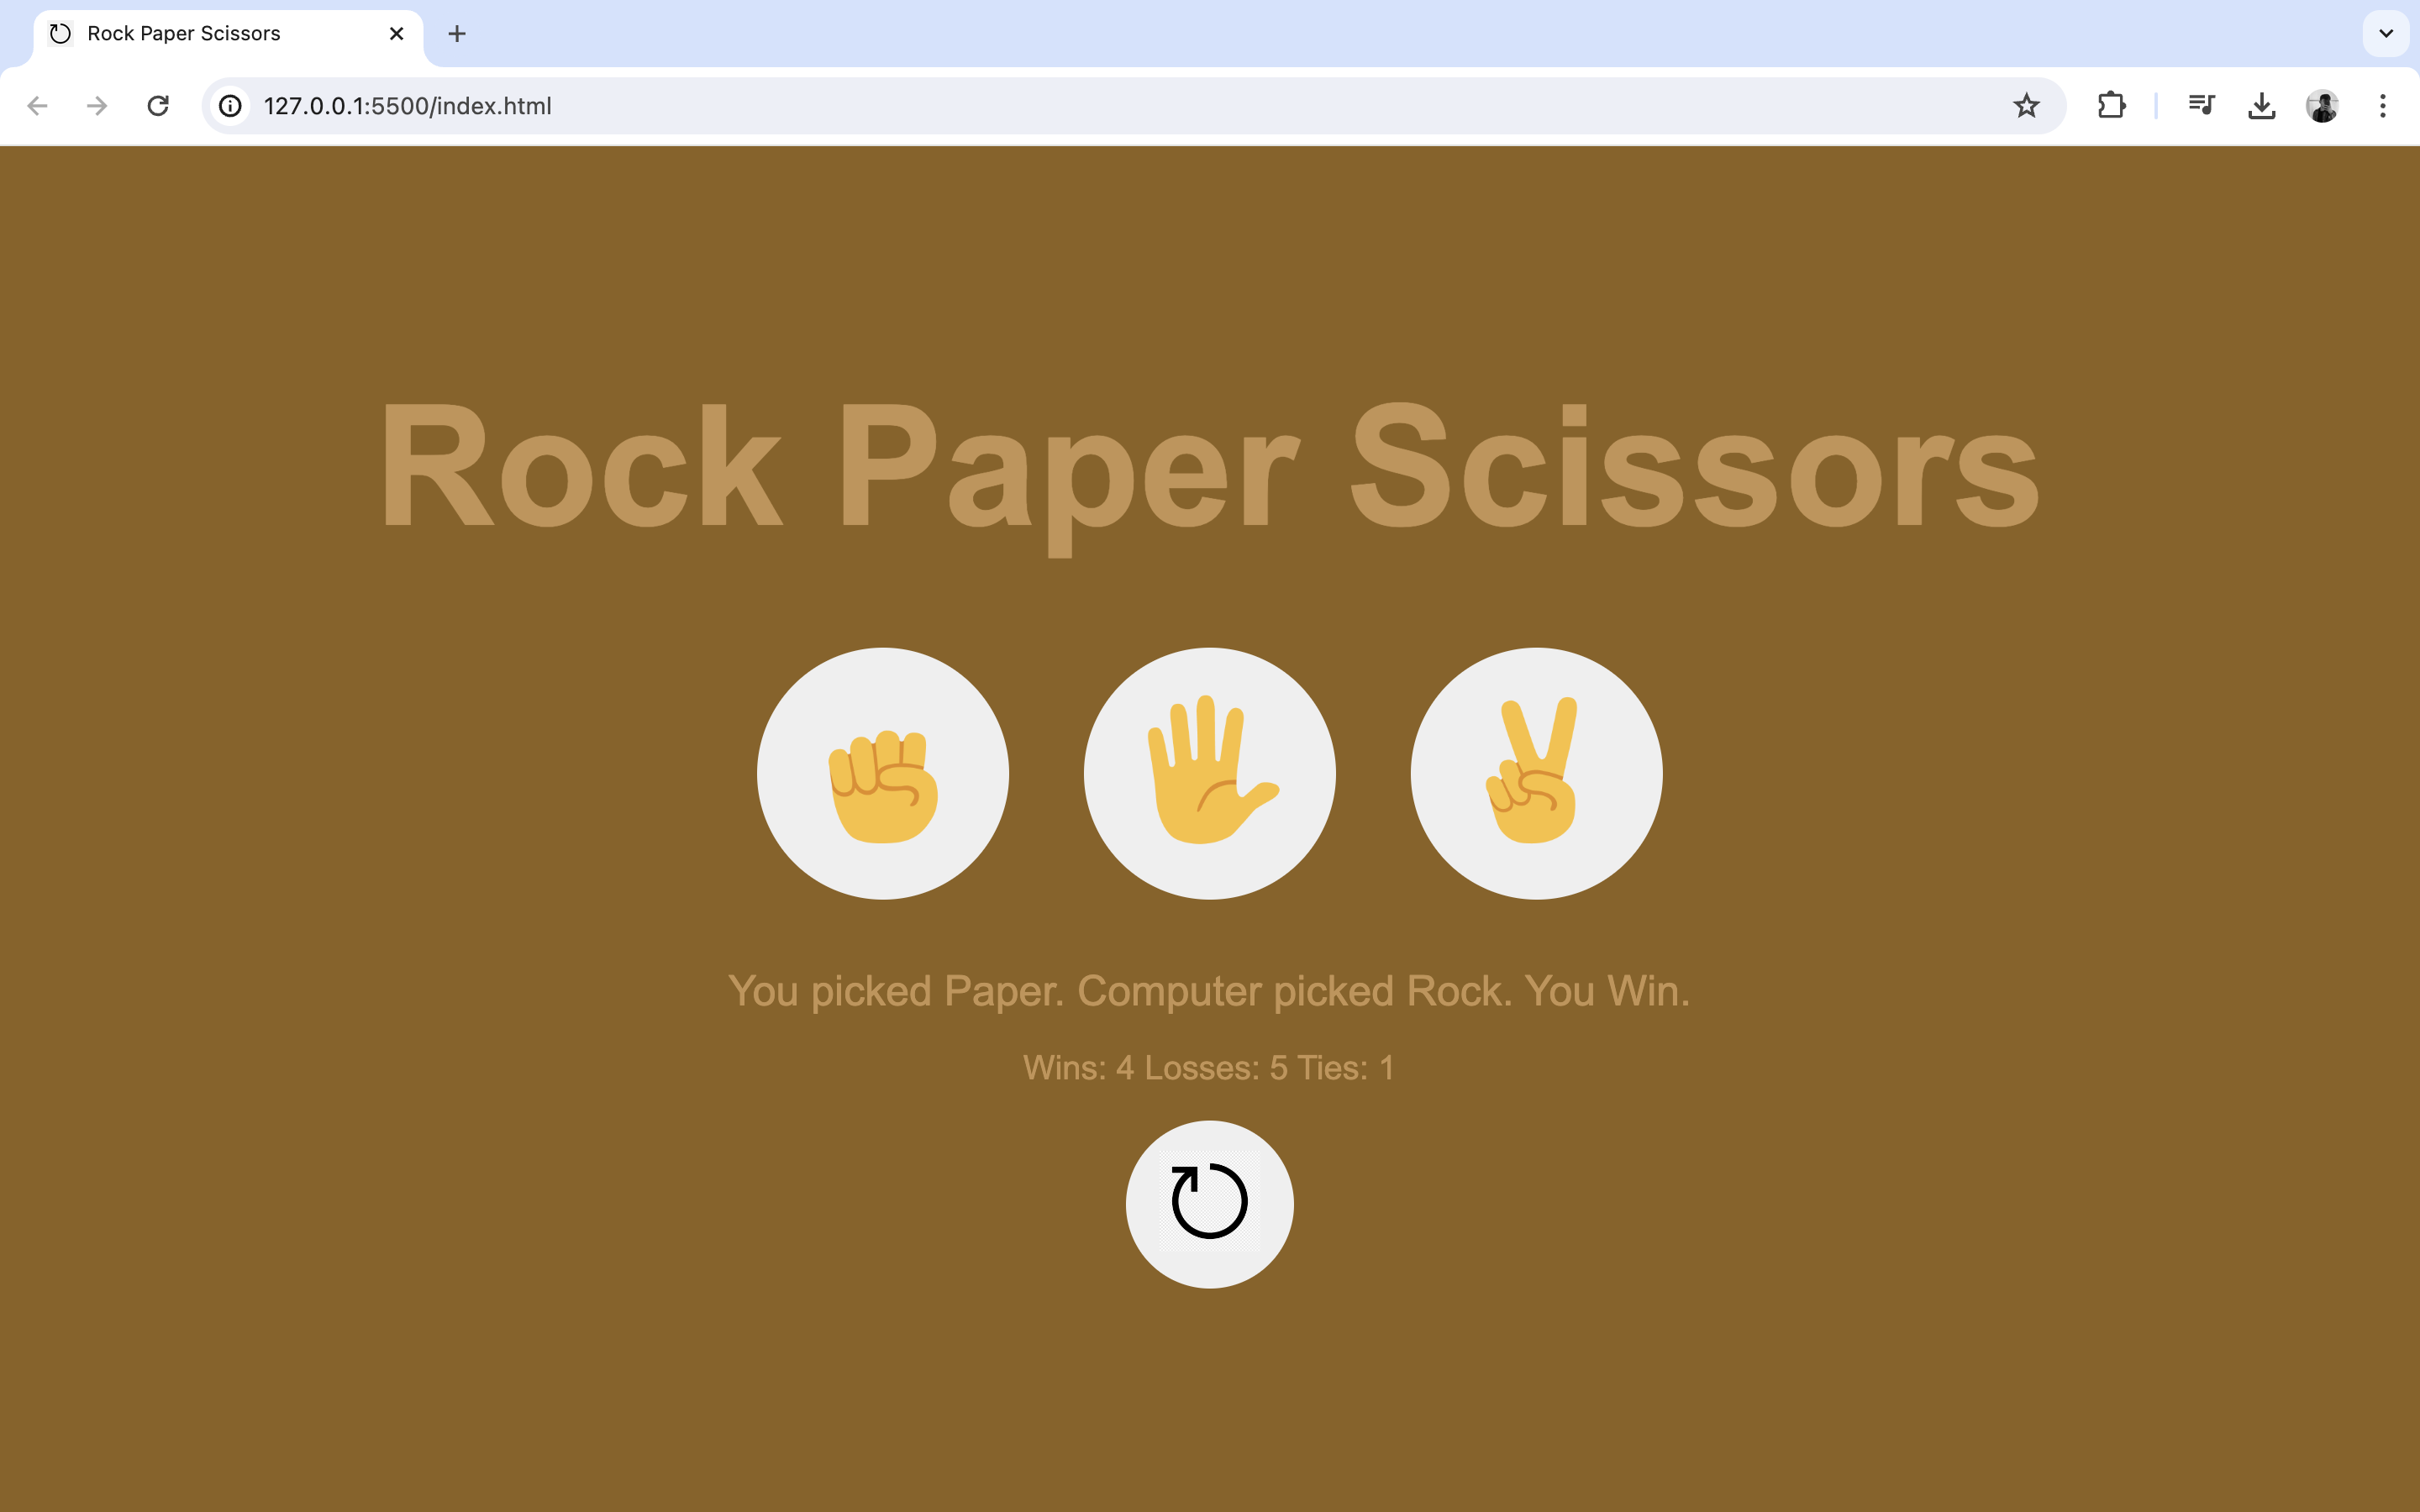 Rock Paper Scissors
127.0.0.1:5500/index.html
Rock Paper Scissors
You picked Paper. Computer picked Rock. You Win.
Wins: 4 Losses: 5 Ties: 1